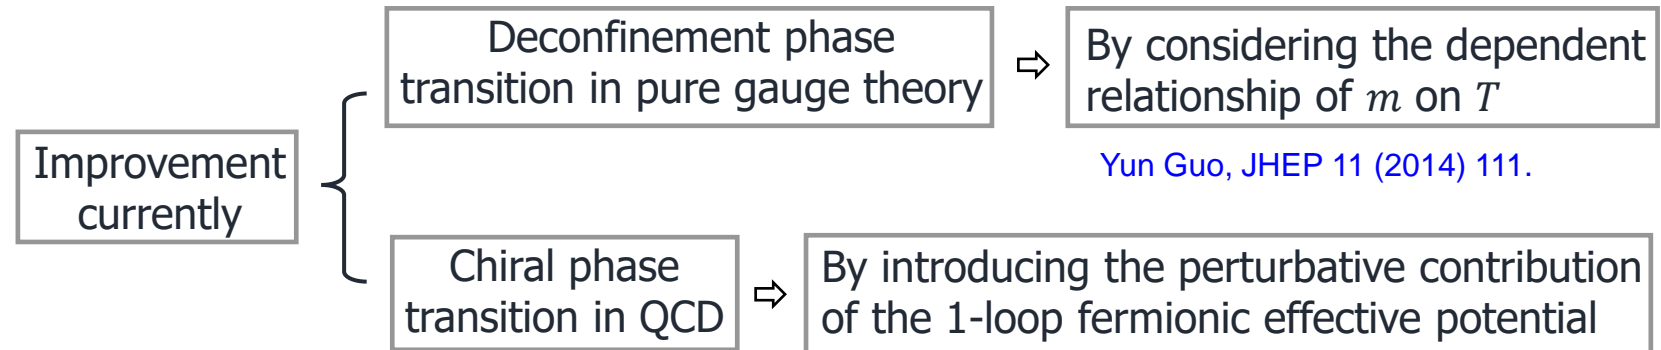 Improvement
currently
Deconfinement phase
transition in pure gauge theory
⇨
By considering the dependent
relationship of m on T
Yun Guo, JHEP 11 (2014) 111.
Chiral phase
transition in QCD
⇨
By introducing the perturbative contribution
of the 1-loop fermionic effective potential